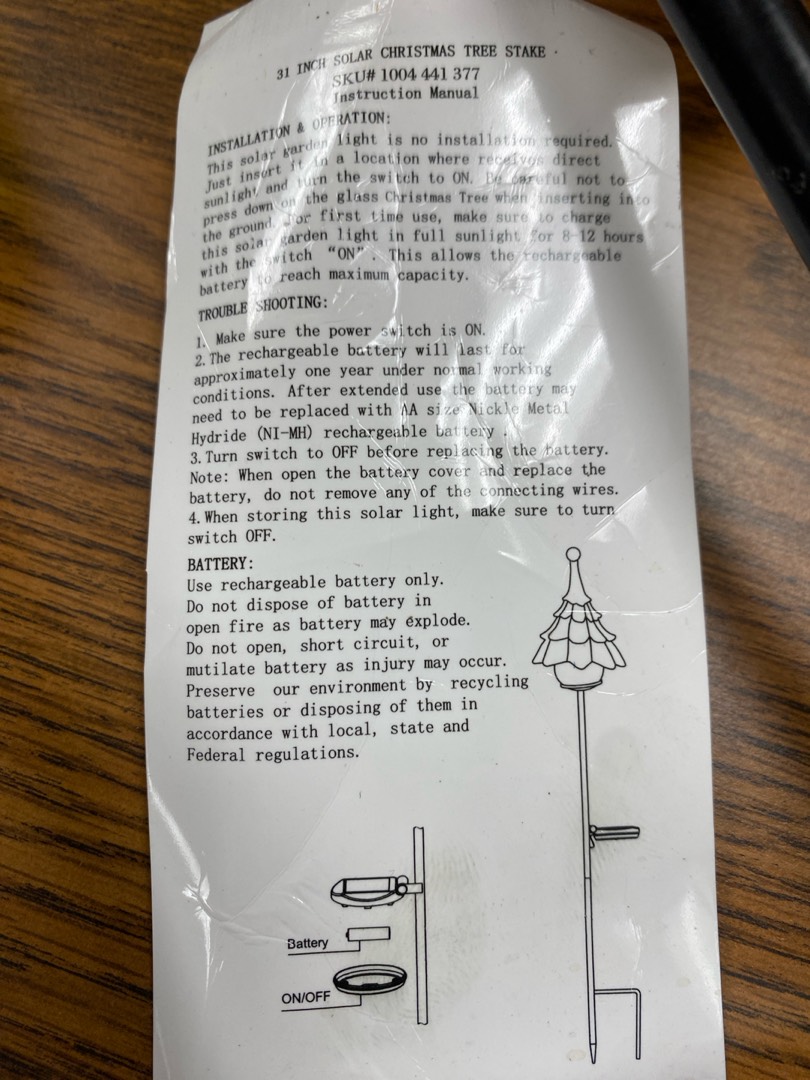 31 INCH SOLAR CHRISTMAS TREE STAKE .
SKU# 1004 441 377
Instruction Manual
INSTALLATION & OPERATION:
This solar garden light is no installation required.
Just insert it in a location where receives direct
sunlight and turn the switch to ON. Be careful not to
press down on the glass Christmas Tree when inserting into
the ground. For first time use, make sure to charge
this solar garden light in full sunlight for 8-12 hours
with the switch “ON”. This allows the rechargeable
battery to reach maximum capacity.
TROUBLE SHOOTING:
1. Make sure the power switch is ON.
2. The rechargeable battery will last for
approximately one year under normal working
conditions. After extended use the battery may
need to be replaced with AA size Nickle Metal
Hydride (NI-MH) rechargeable battery .
3. Turn switch to OFF before replacing the battery.
Note: When open the battery cover and replace the
battery, do not remove any of the connecting wires.
4. When storing this solar light, make sure to turn
switch OFF.
BATTERY:
Use rechargeable battery only.
Do not dispose of battery in
open fire as battery may explode.
Do not open, short circuit, or
mutilate battery as injury may occur.
Preserve our environment by recycling
batteries or disposing of them in
accordance with local, state and
Federal regulations.
Battery
ON/OFF